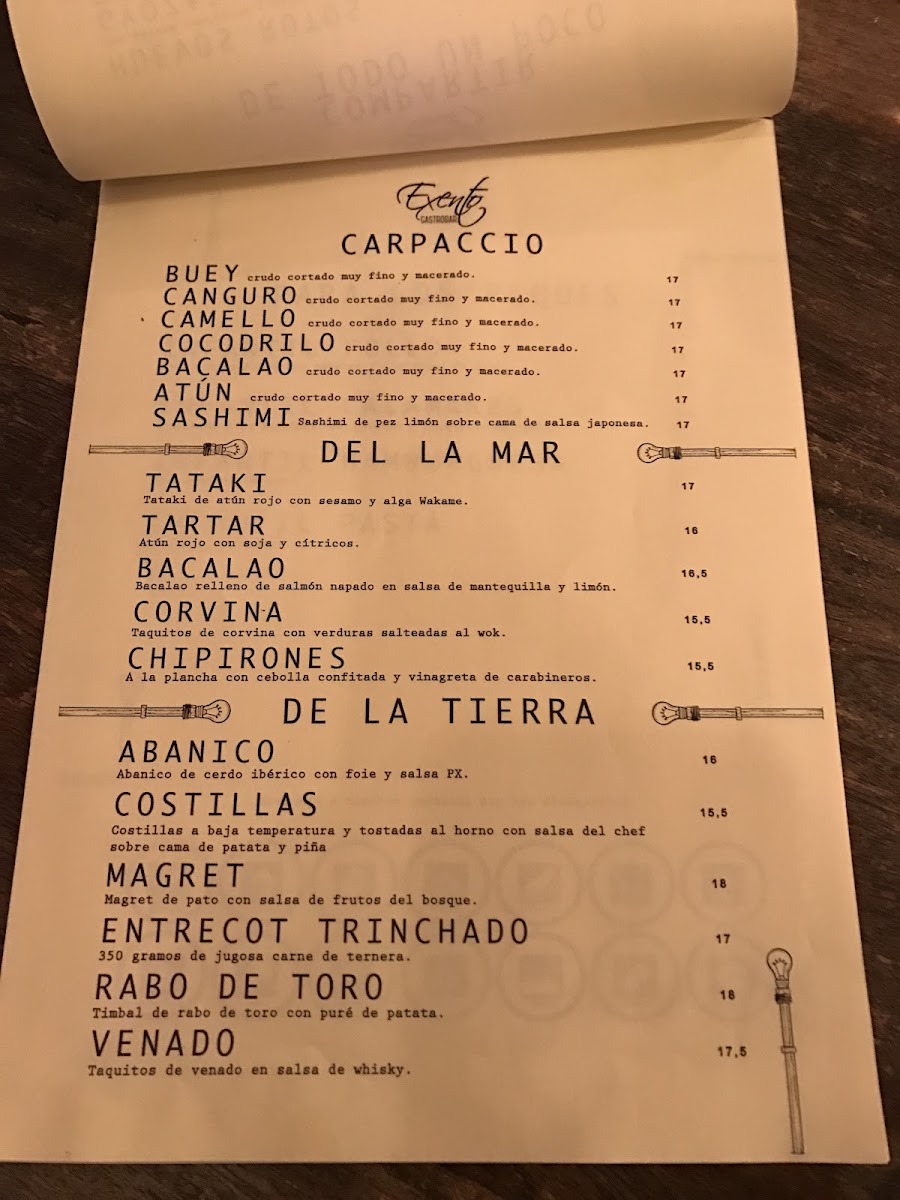 HUEVOS ROTOS
DE TODO UN POCO
COMPARTIR
Exento
GASTROBAR
CARPACCIO
BUEY crudo cortado muy fino y macerado. 17
CANGURO crudo cortado muy fino y macerado. 17
CAMELLO crudo cortado muy fino y macerado. 17
COCODRILO crudo cortado muy fino y macerado. 17
BACALAO crudo cortado muy fino y macerado. 17
ATÚN crudo cortado muy fino y macerado. 17
SASHIMI Sashimi de pez limón sobre cama de salsa japonesa. 17
DEL LA MAR
TATAKI 17
Tataki de atún rojo con sesamo y alga Wakame.
TARTAR 16
Atún rojo con soja y cítricos.
BACALAO 16,5
Bacalao relleno de salmón napado en salsa de mantequilla y limón.
CORVINA 15,5
Taquitos de corvina con verduras salteadas al wok.
CHIPIRONES 15,5
A la plancha con cebolla confitada y vinagreta de carabineros.
DE LA TIERRA
ABANICO 16
Abanico de cerdo ibérico con foie y salsa PX.
COSTILLAS 15,5
Costillas a baja temperatura y tostadas al horno con salsa del chef
sobre cama de patata y piña
MAGRET 18
Magret de pato con salsa de frutos del bosque.
ENTRECOT TRINCHADO 17
350 gramos de jugosa carne de ternera.
RABO DE TORO 18
Timbal de rabo de toro con puré de patata.
VENADO 17,5
Taquitos de venado en salsa de whisky.